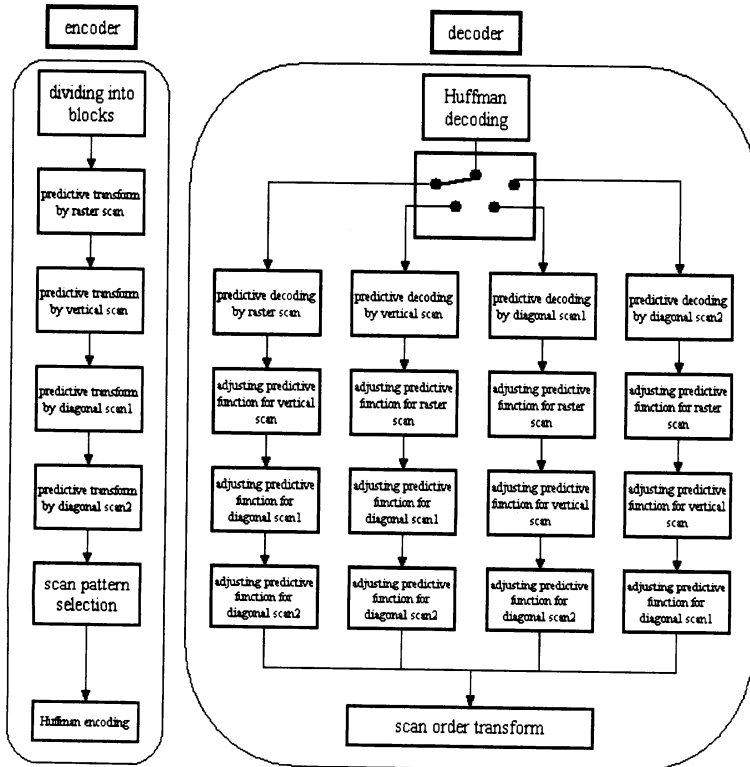 encoder
decoder
dividing into
blocks
predictive transform
by raster scan
predictive transform
by vertical scan
predictive transform
by diagonal scan1
predictive transform
by diagonal scan2
scan pattern
selection
Huffman encoding
Huffman
decoding
predictive decoding
by raster scan
adjusting predictive
function for vertical
scan
adjusting predictive
function for
diagonal scan1
adjusting predictive
function for
diagonal scan2
predictive decoding
by vertical scan
adjusting predictive
function for raster
scan
adjusting predictive
function for
diagonal scan1
adjusting predictive
function for
diagonal scan2
predictive decoding
by diagonal scan1
adjusting predictive
function for raster
scan
adjusting predictive
function for vertical
scan
adjusting predictive
function for
diagonal scan2
predictive decoding
by diagonal scan2
adjusting predictive
function for raster
scan
adjusting predictive
function for vertical
scan
adjusting predictive
function for
diagonal scan1
scan order transform